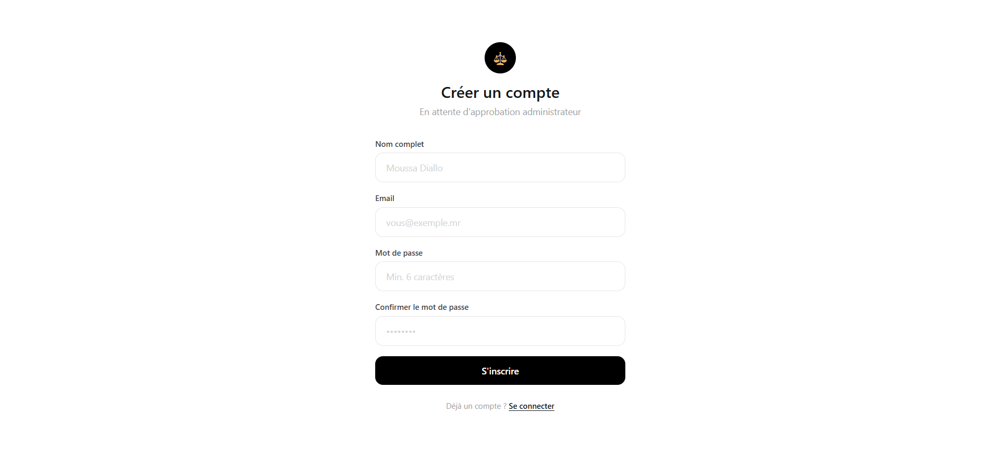 Créer un compte
En attente d'approbation administrateur
Nom complet
Moussa Diallo
Email
vous@exemple.mr
Mot de passe
Min. 6 caractères
Confirmer le mot de passe
••••••••
S'inscrire
Déjà un compte ? Se connecter